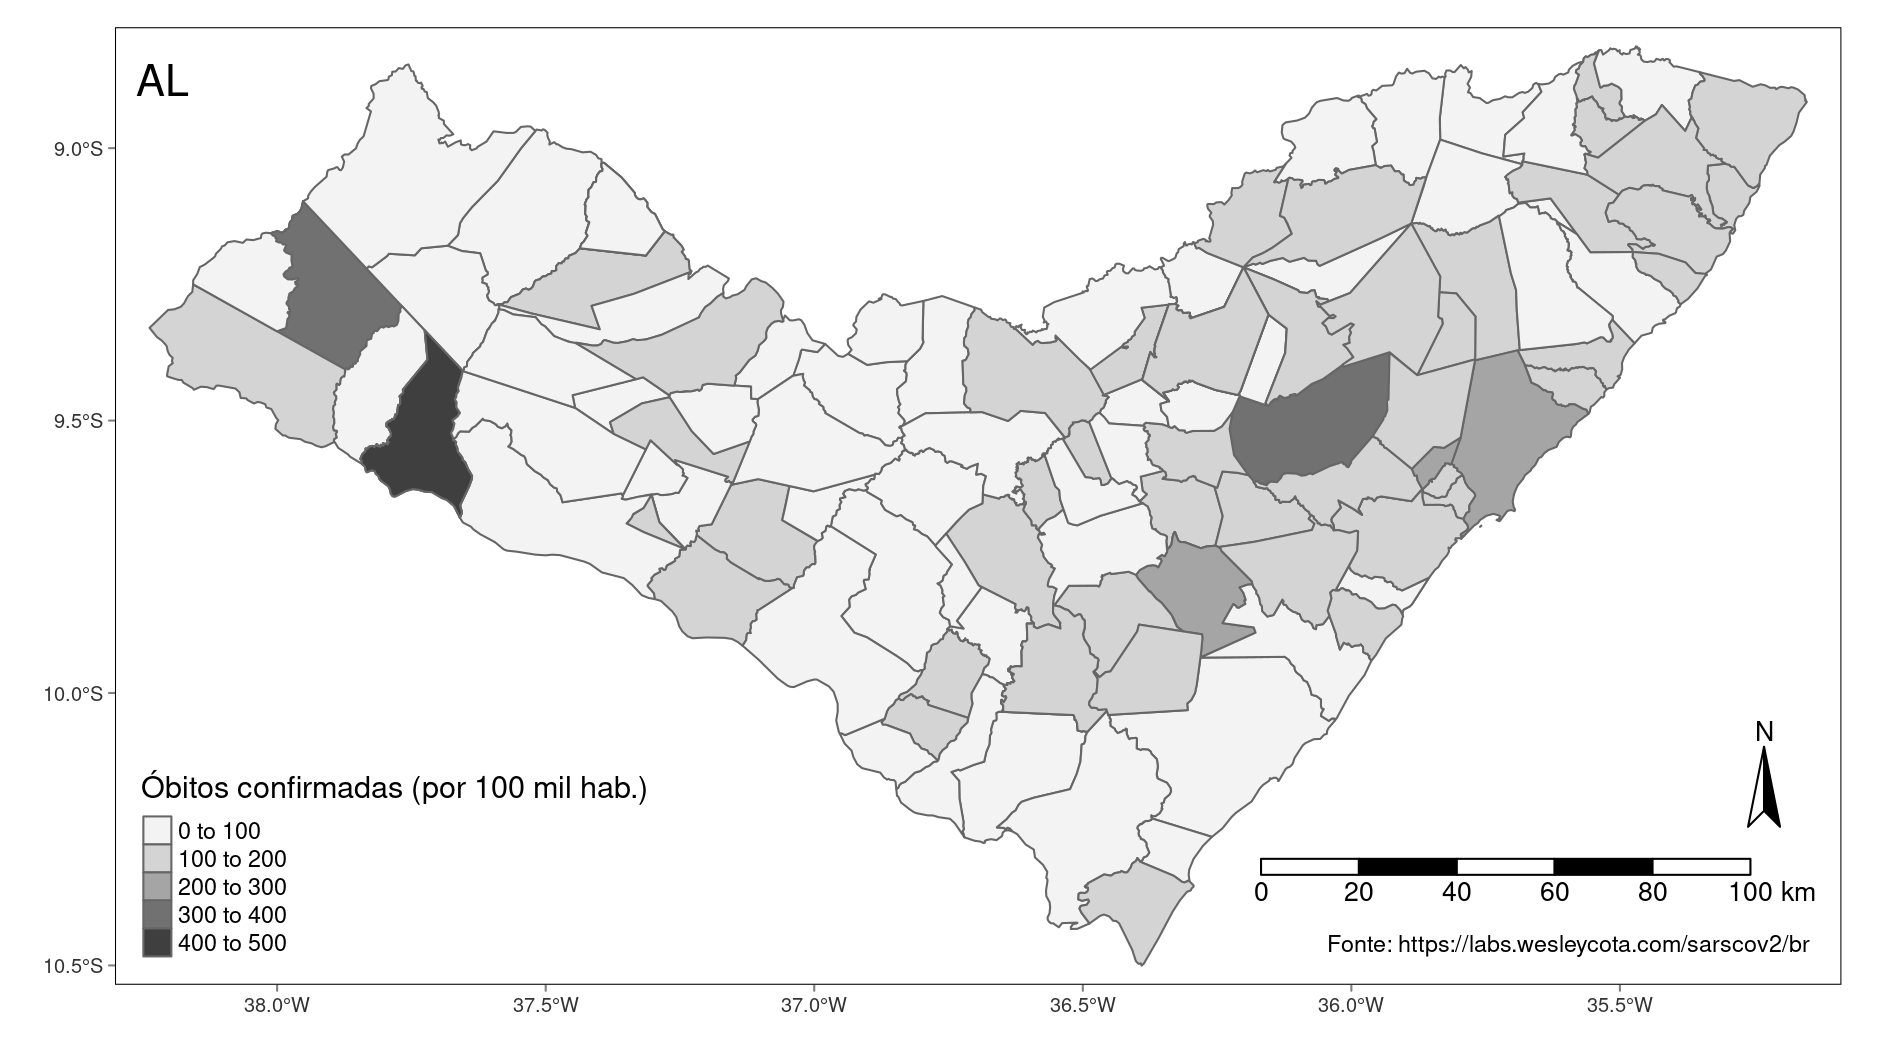 AL
9.0°S
9.5°S
10.0°S
10.5°S
Óbitos confirmadas (por 100 mil hab.)
0 to 100
100 to 200
200 to 300
300 to 400
400 to 500
N
0 20 40 60 80 100 km
Fonte: https://labs.wesleycota.com/sarscov2/br
38.0°W 37.5°W 37.0°W 36.5°W 36.0°W 35.5°W